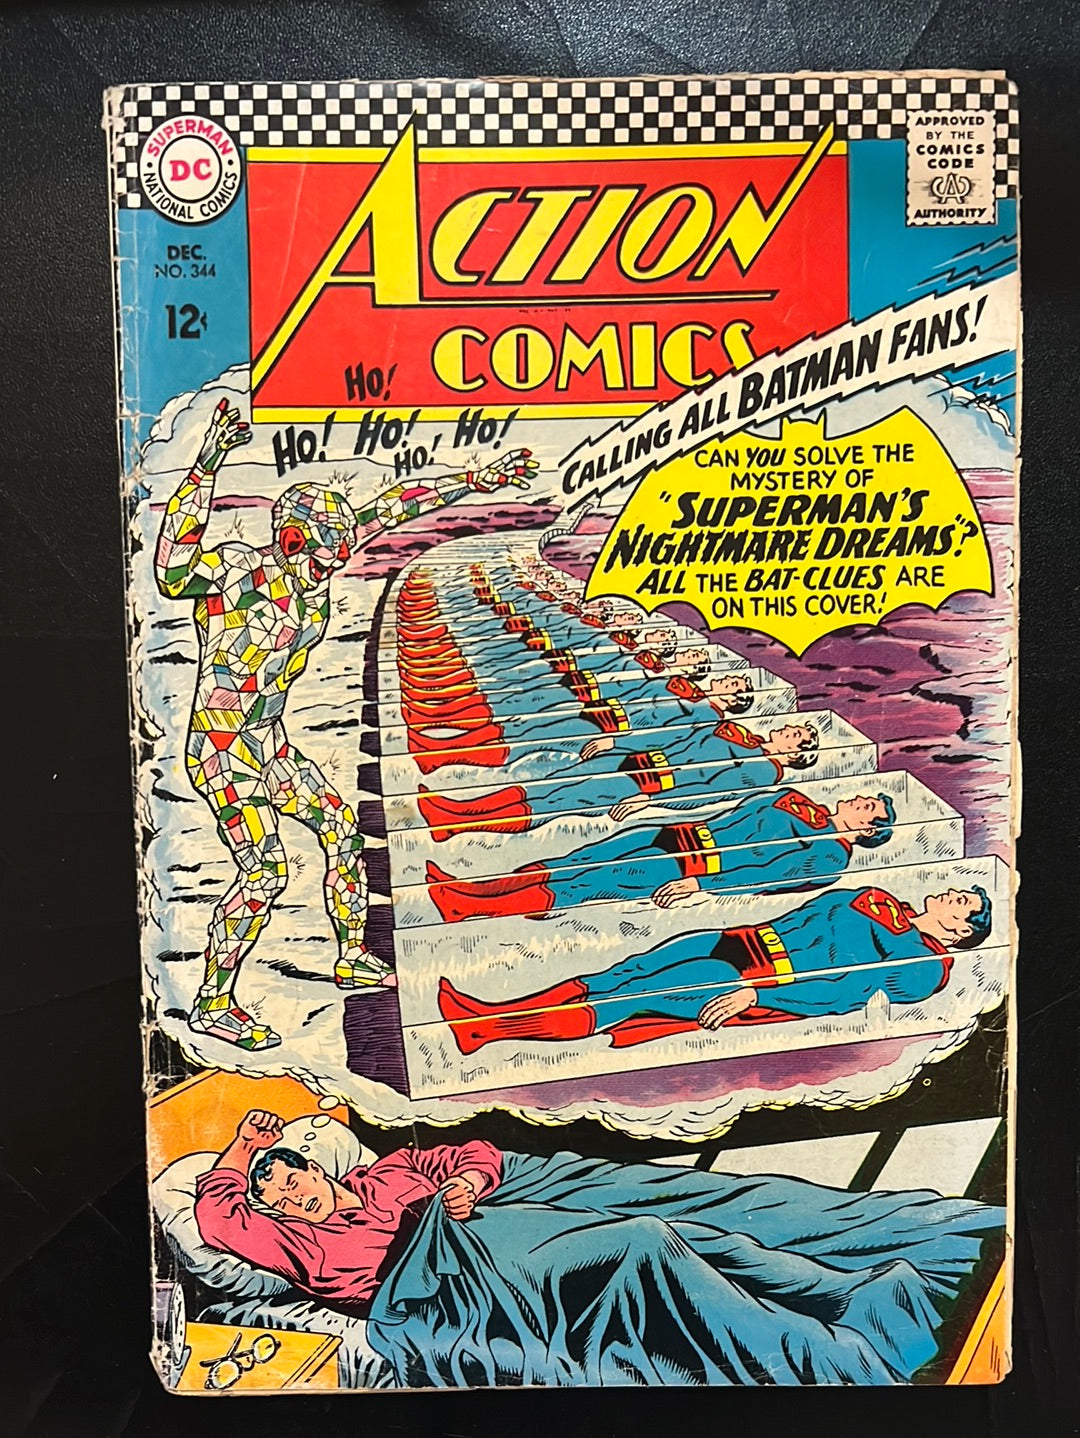 SUPERMAN
DC
NATIONAL COMICS
APPROVED
BY THE
COMICS
CODE
CA
AUTHORITY
DEC.
NO. 344
12¢
ACTION
COMICS
CALLING ALL BATMAN FANS!
HO!
HO! HO! HO! HO!
CAN YOU SOLVE THE
MYSTERY OF
"SUPERMAN'S
NIGHTMARE DREAMS"?
ALL THE BAT-CLUES ARE
ON THIS COVER!